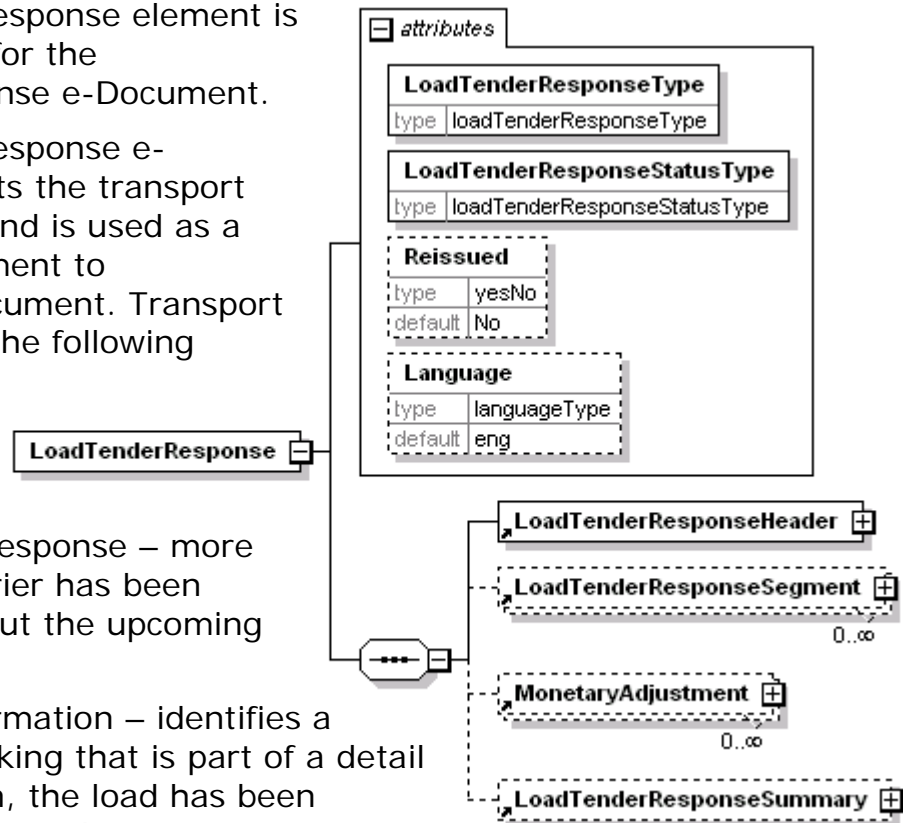 esponse element is
or the
nse e-Document.
esponse e-
ts the transport
nd is used as a
nent to
cument. Transport
he following
esponse – more
rier has been
ut the upcoming
rmation – identifies a
king that is part of a detail
n, the load has been
attributes
LoadTenderResponseType
type loadTenderResponseType
LoadTenderResponseStatusType
type loadTenderResponseStatusType
Reissued
type yesNo
default No
Language
type languageType
default eng
LoadTenderResponse
LoadTenderResponseHeader
LoadTenderResponseSegment
0..∞
MonetaryAdjustment
0..∞
LoadTenderResponseSummary